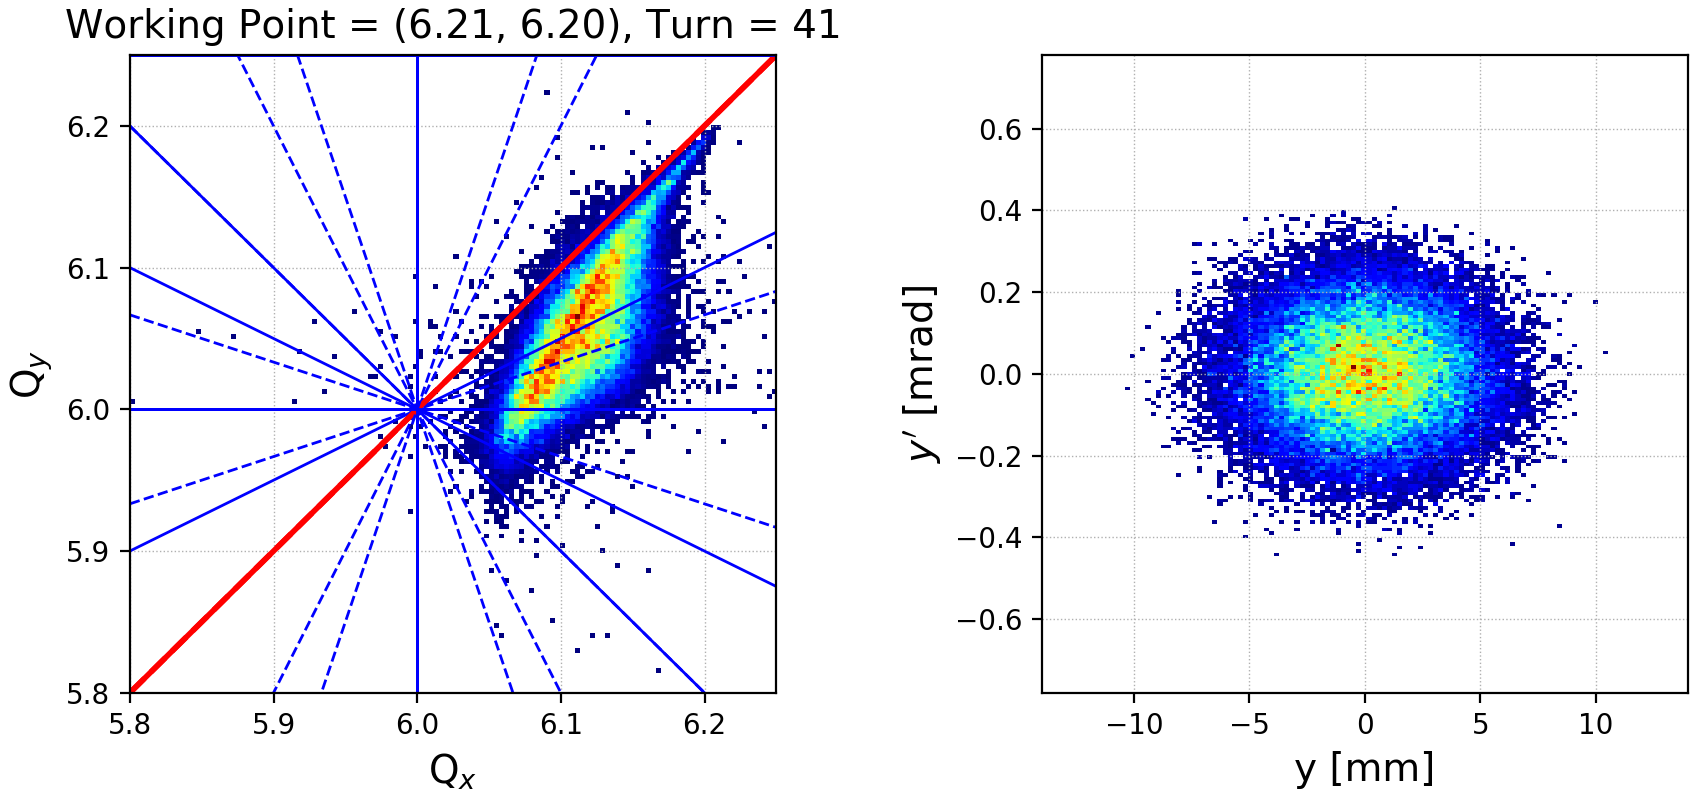 Working Point = (6.21, 6.20), Turn = 41
6.2
6.1
6.0
5.9
5.8
Q_y
5.8 5.9 6.0 6.1 6.2
Q_x
0.6
0.4
0.2
0.0
−0.2
−0.4
−0.6
y′ [mrad]
−10 −5 0 5 10
y [mm]